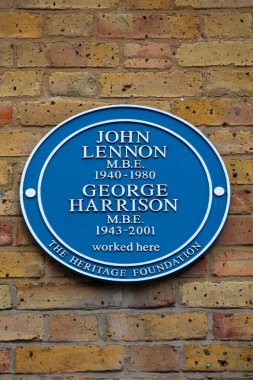 JOHN
LENNON
M.B.E.
1940-1980
GEORGE
HARRISON
M.B.E.
1943-2001
worked here
THE HERITAGE FOUNDATION